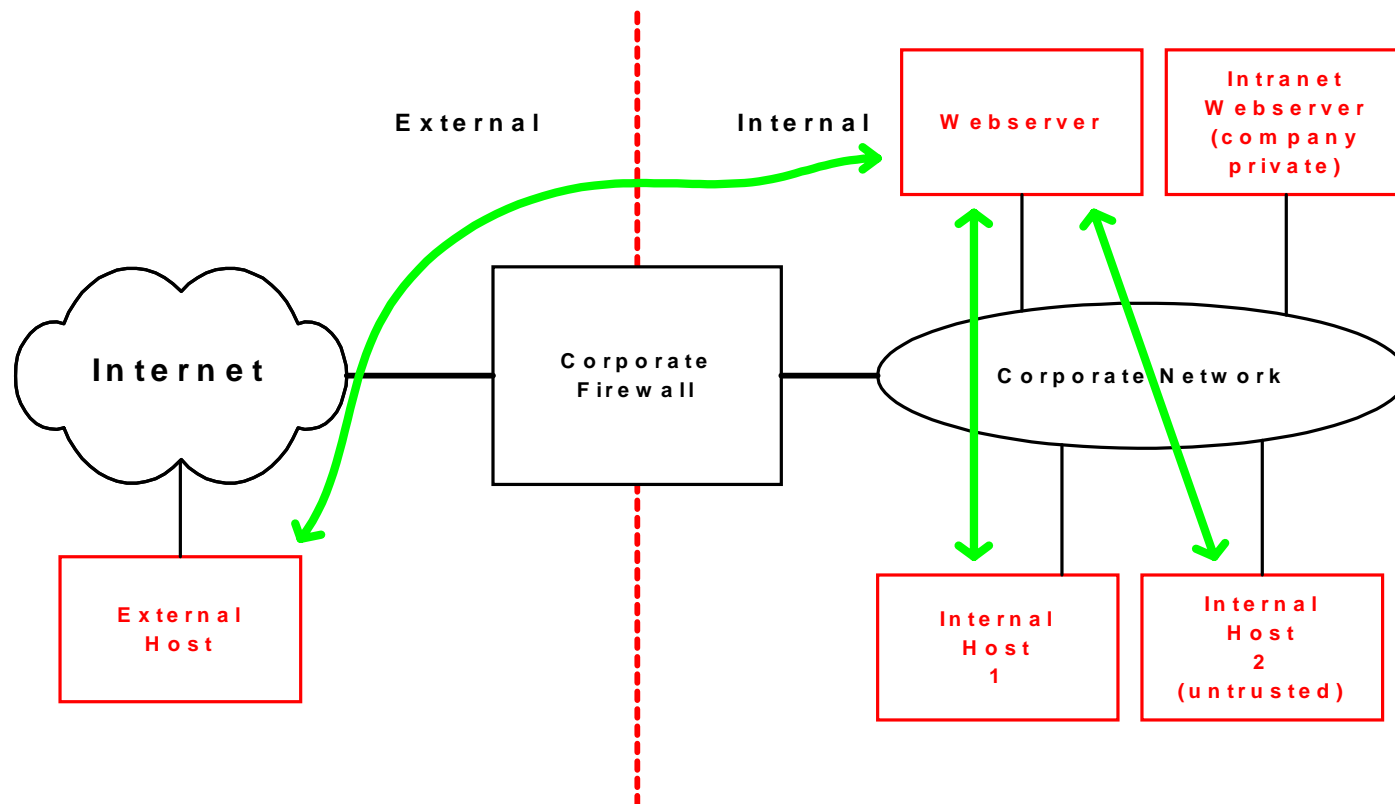 External
Internal
Webserver
Intranet
Webserver
(company
private)
Internet
Corporate
Firewall
Corporate Network
External
Host
Internal
Host
1
Internal
Host
2
(untrusted)